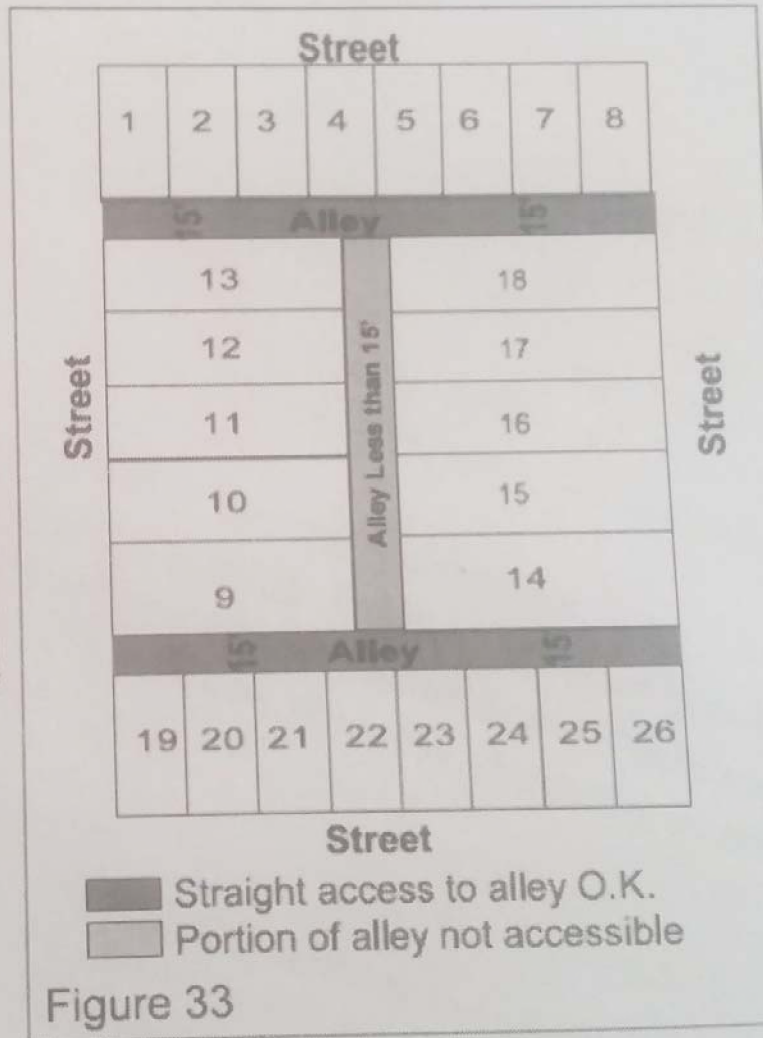 Street
1 2 3 4 5 6 7 8
15' Alley 15'
13 18
12 17
Street Alley Less than 15' Street
11 16
10 15
9 14
15' Alley 15'
19 20 21 22 23 24 25 26
Street
Straight access to alley O.K.
Portion of alley not accessible
Figure 33